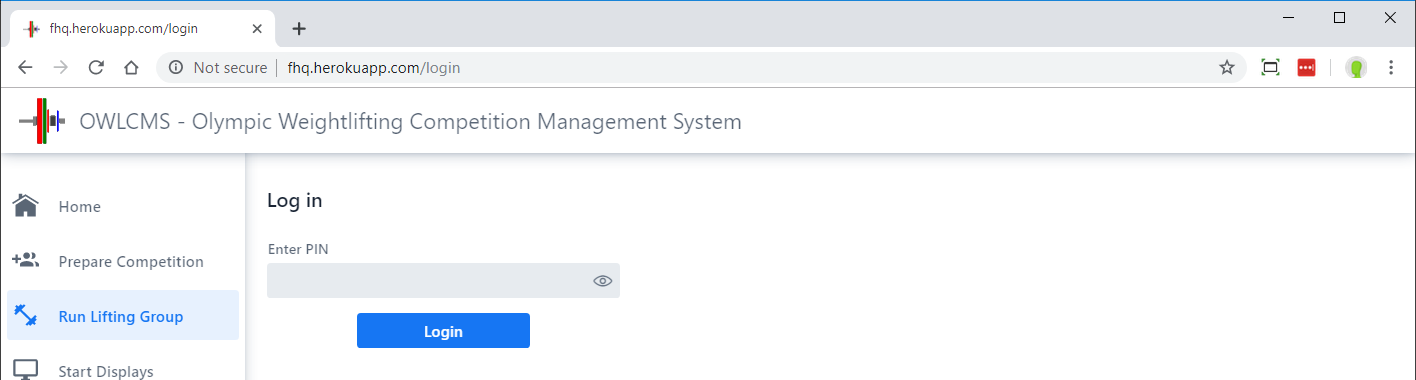 fhq.herokuapp.com/login
Not secure fhq.herokuapp.com/login
OWLCMS - Olympic Weightlifting Competition Management System
Home
Prepare Competition
Run Lifting Group
Start Displays
Log in
Enter PIN
Login